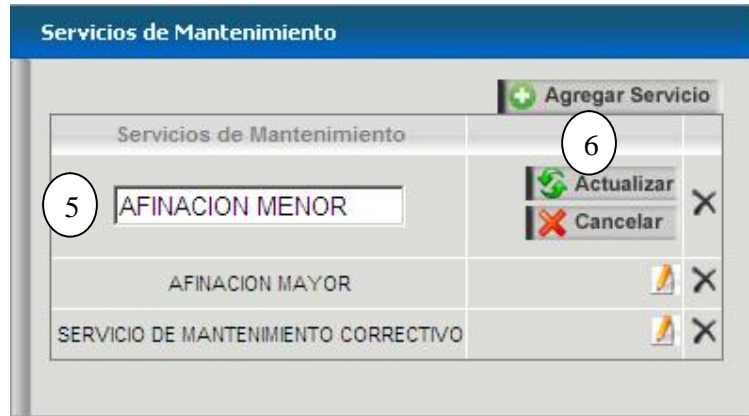 Servicios de Mantenimiento
Agregar Servicio
Servicios de Mantenimiento
6
Actualizar
5
AFINACION MENOR
Cancelar
AFINACION MAYOR
SERVICIO DE MANTENIMIENTO CORRECTIVO